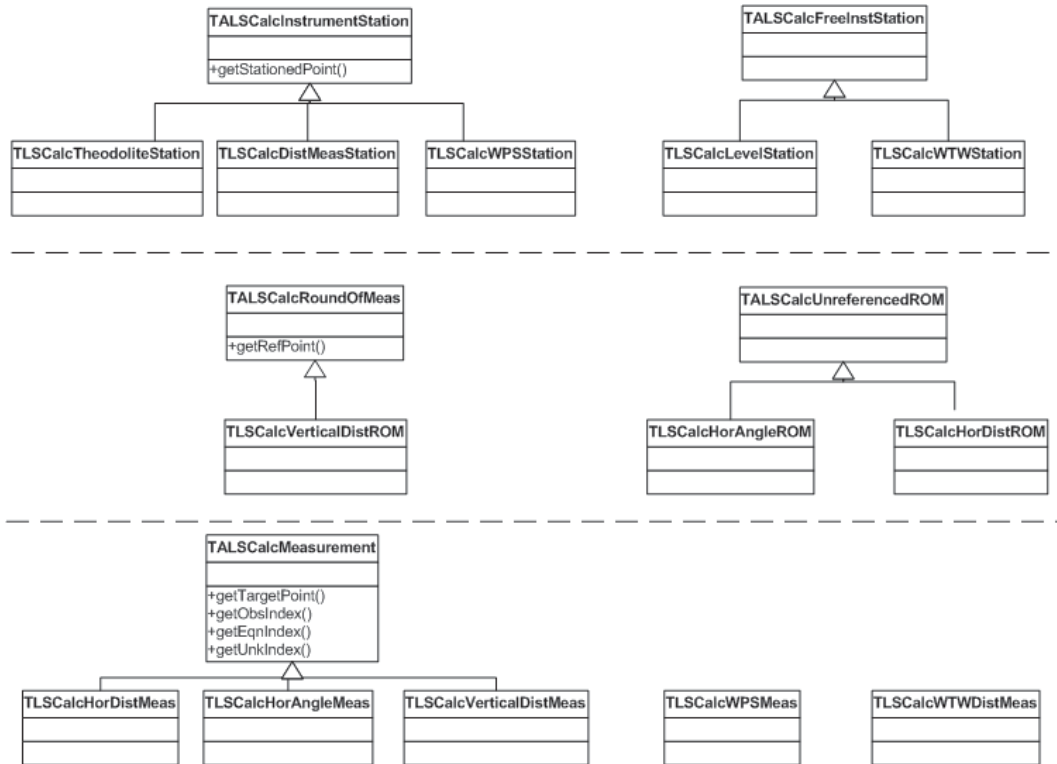 TALSCalcInstrumentStation
+getStationedPoint()
TALSCalcFreeInstStation
TLSCalcTheodoliteStation
TLSCalcDistMeasStation
TLSCalcWPSStation
TLSCalcLevelStation
TLSCalcWTWStation
TALSCalcRoundOfMeas
+getRefPoint()
TALSCalcUnreferencedROM
TLSCalcVerticalDistROM
TLSCalcHorAngleROM
TLSCalcHorDistROM
TALSCalcMeasurement
+getTargetPoint()
+getObsIndex()
+getEqnIndex()
+getUnkIndex()
TLSCalcHorDistMeas
TLSCalcHorAngleMeas
TLSCalcVerticalDistMeas
TLSCalcWPSMeas
TLSCalcWTWDistMeas